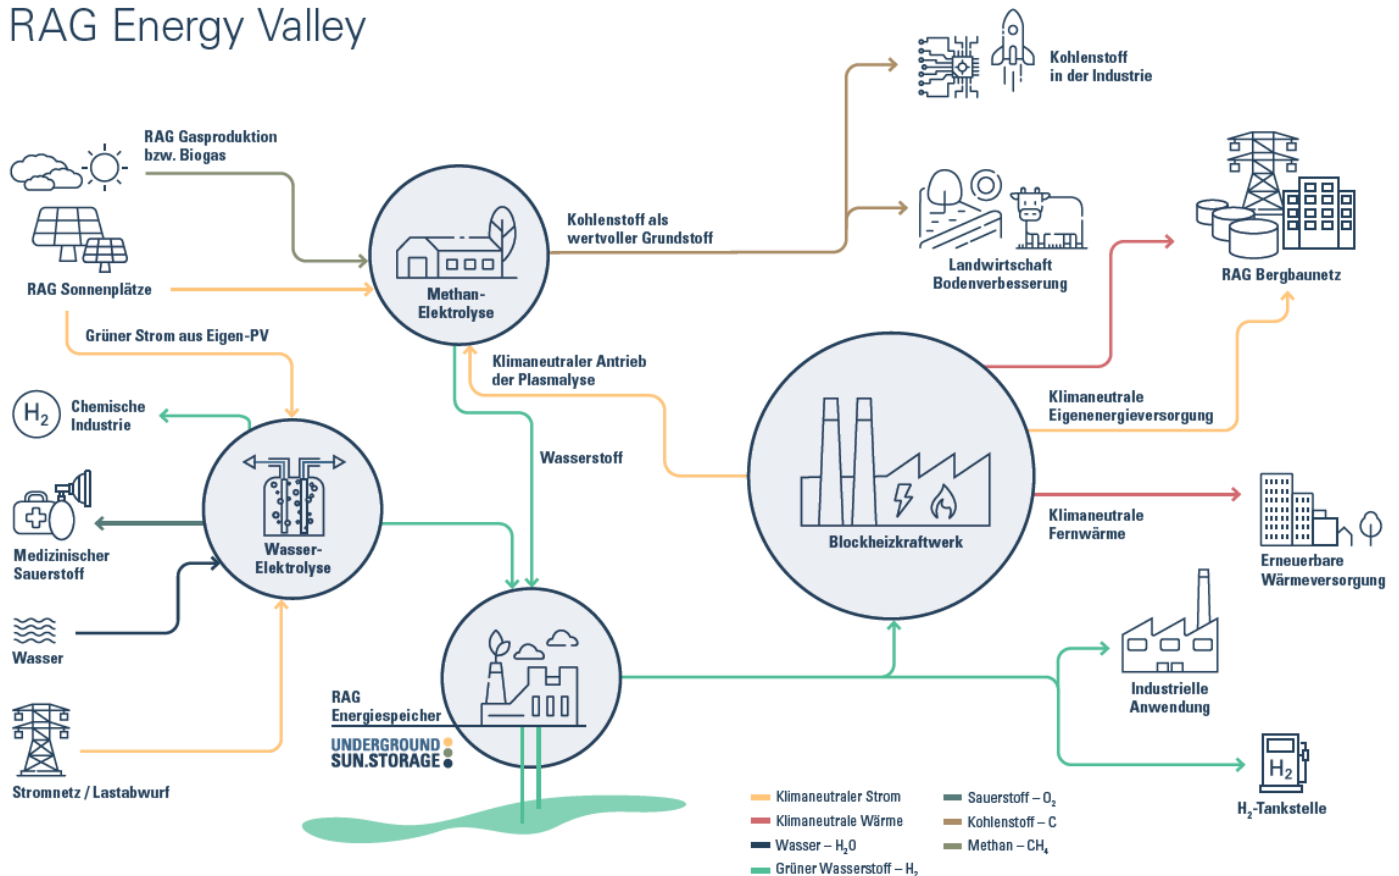 RAG Energy Valley
Kohlenstoff
in der Industrie
RAG Gasproduktion
bzw. Biogas
Kohlenstoff als
wertvoller Grundstoff
Landwirtschaft
Bodenverbesserung
RAG Bergbaunetz
RAG Sonnenplätze
Methan-
Elektrolyse
Grüner Strom aus Eigen-PV
Klimaneutraler Antrieb
der Plasmalyse
Klimaneutrale
Eigenenergieversorgung
H₂
Chemische
Industrie
Wasserstoff
Medizinischer
Sauerstoff
Wasser-
Elektrolyse
Blockheizkraftwerk
Klimaneutrale
Fernwärme
Erneuerbare
Wärmeversorgung
Wasser
RAG
Energiespeicher
UNDERGROUND
SUN.STORAGE
Industrielle
Anwendung
Stromnetz / Lastabwurf
H₂
H₂-Tankstelle
Klimaneutraler Strom
Klimaneutrale Wärme
Wasser – H₂O
Grüner Wasserstoff – H₂
Sauerstoff – O₂
Kohlenstoff – C
Methan – CH₄